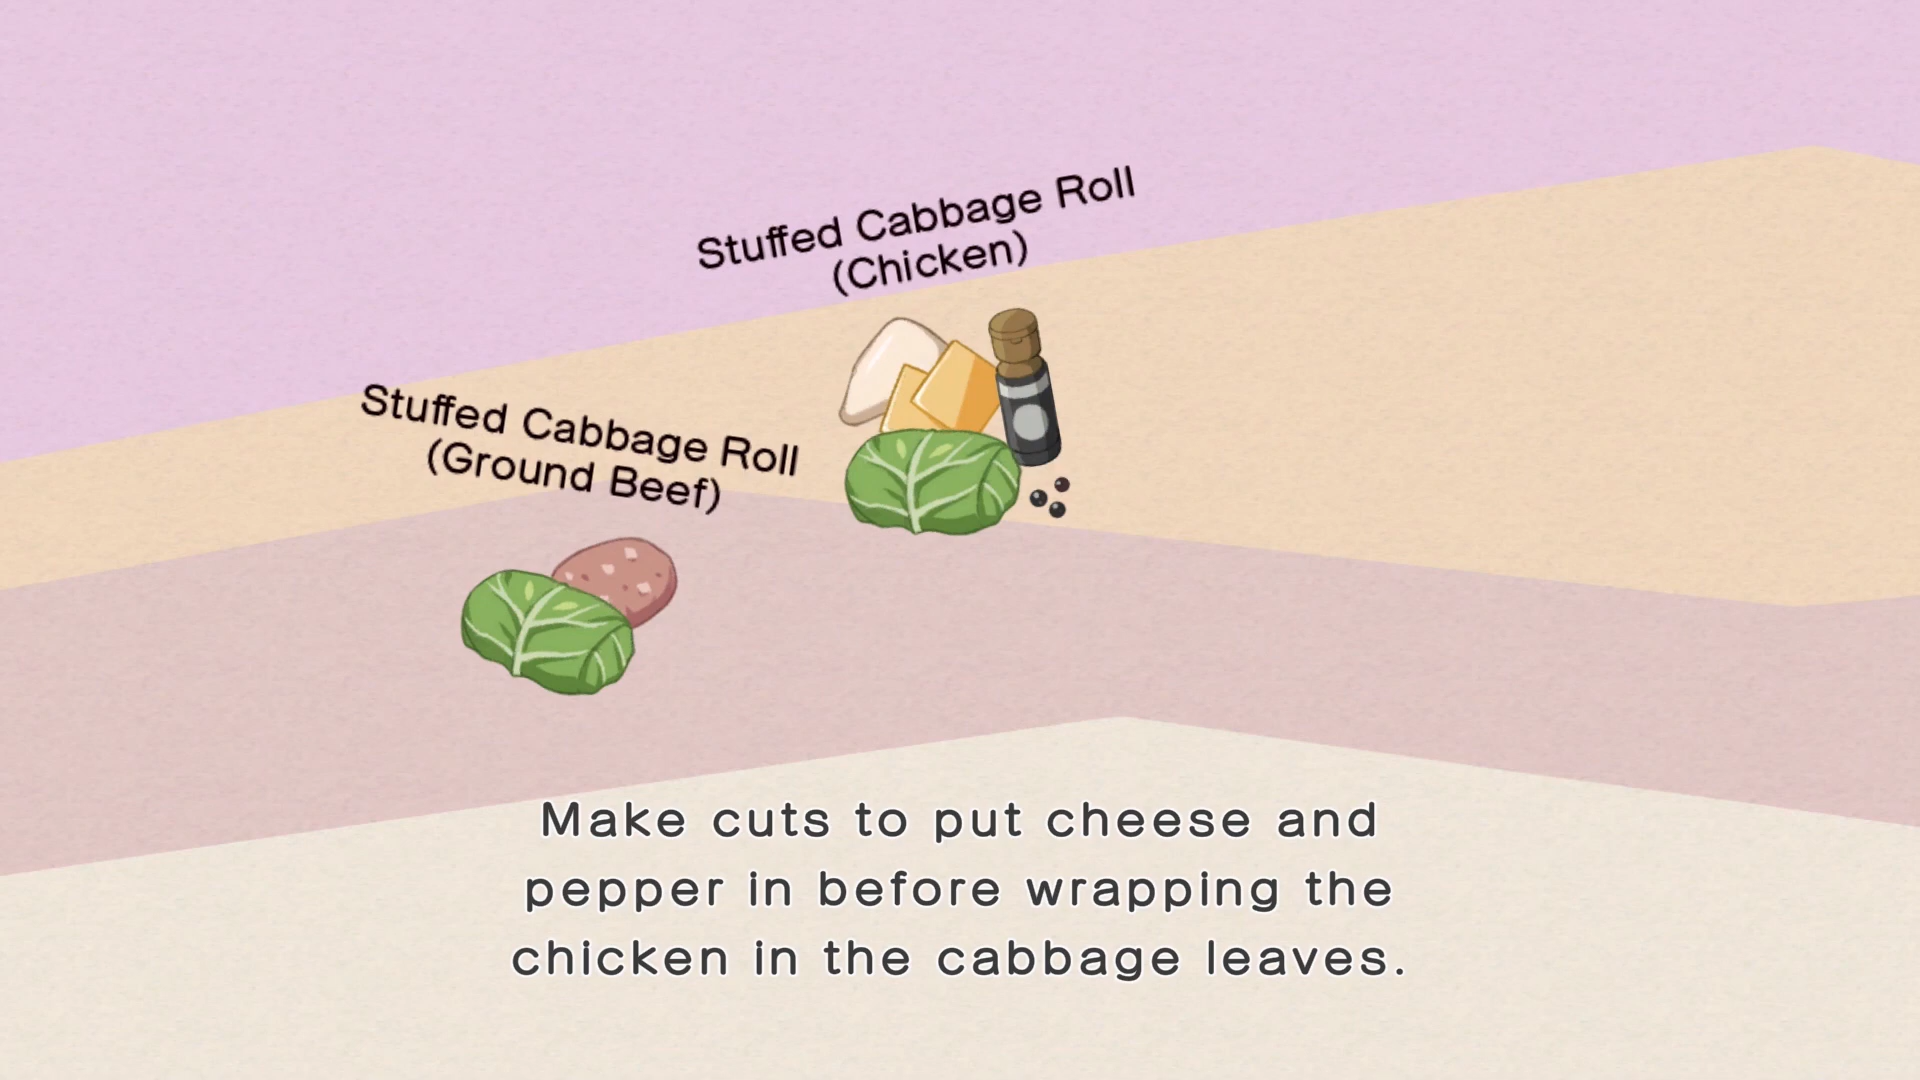 Stuffed Cabbage Roll
(Chicken)
Stuffed Cabbage Roll
(Ground Beef)
Make cuts to put cheese and
pepper in before wrapping the
chicken in the cabbage leaves.